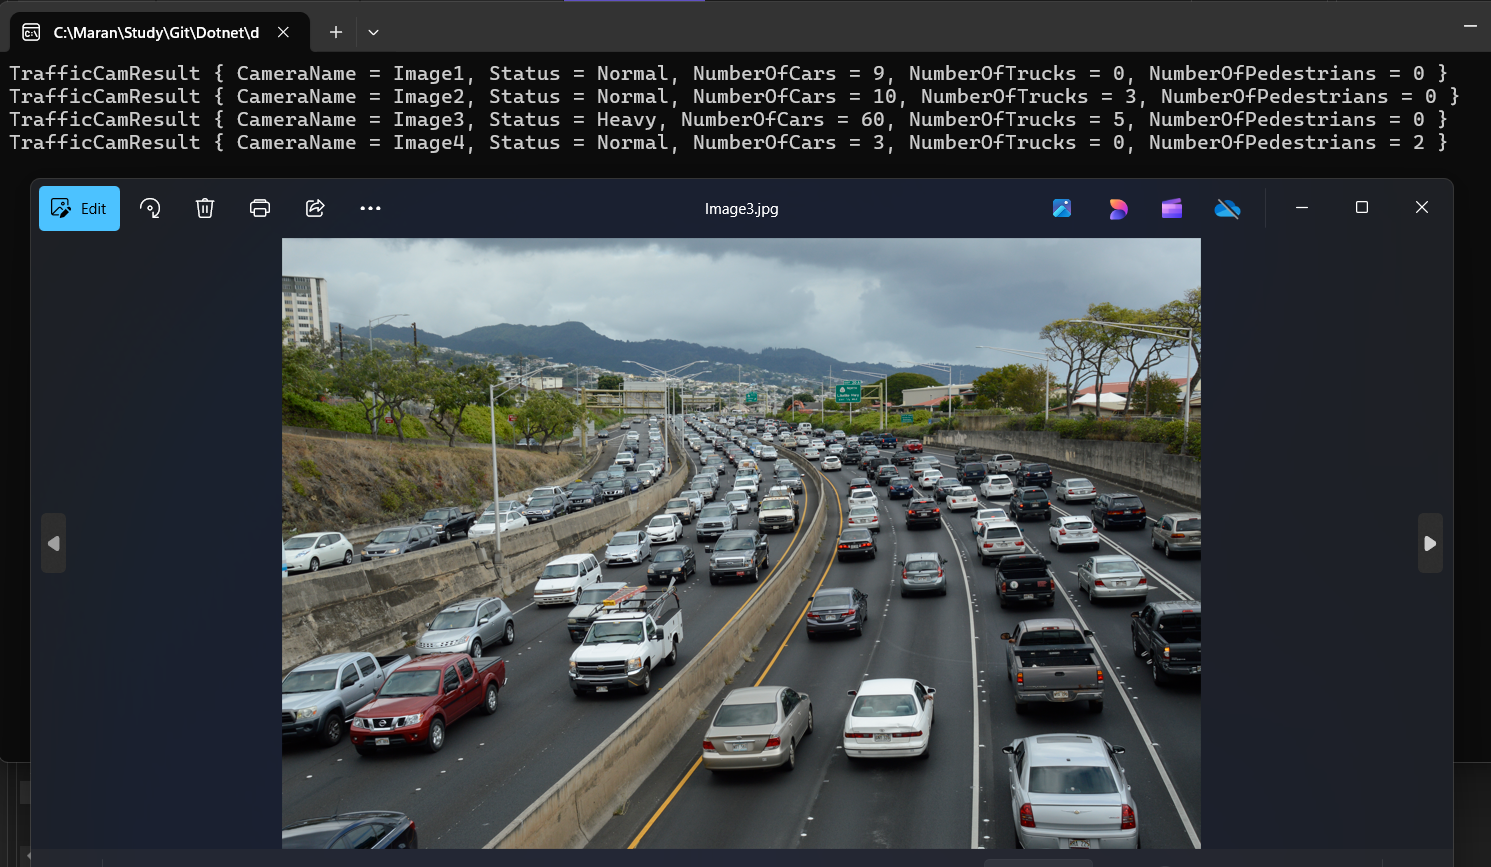 C:\Maran\Study\Git\Dotnet\d
TrafficCamResult { CameraName = Image1, Status = Normal, NumberOfCars = 9, NumberOfTrucks = 0, NumberOfPedestrians = 0 }
TrafficCamResult { CameraName = Image2, Status = Normal, NumberOfCars = 10, NumberOfTrucks = 3, NumberOfPedestrians = 0 }
TrafficCamResult { CameraName = Image3, Status = Heavy, NumberOfCars = 60, NumberOfTrucks = 5, NumberOfPedestrians = 0 }
TrafficCamResult { CameraName = Image4, Status = Normal, NumberOfCars = 3, NumberOfTrucks = 0, NumberOfPedestrians = 2 }
Edit
Image3.jpg